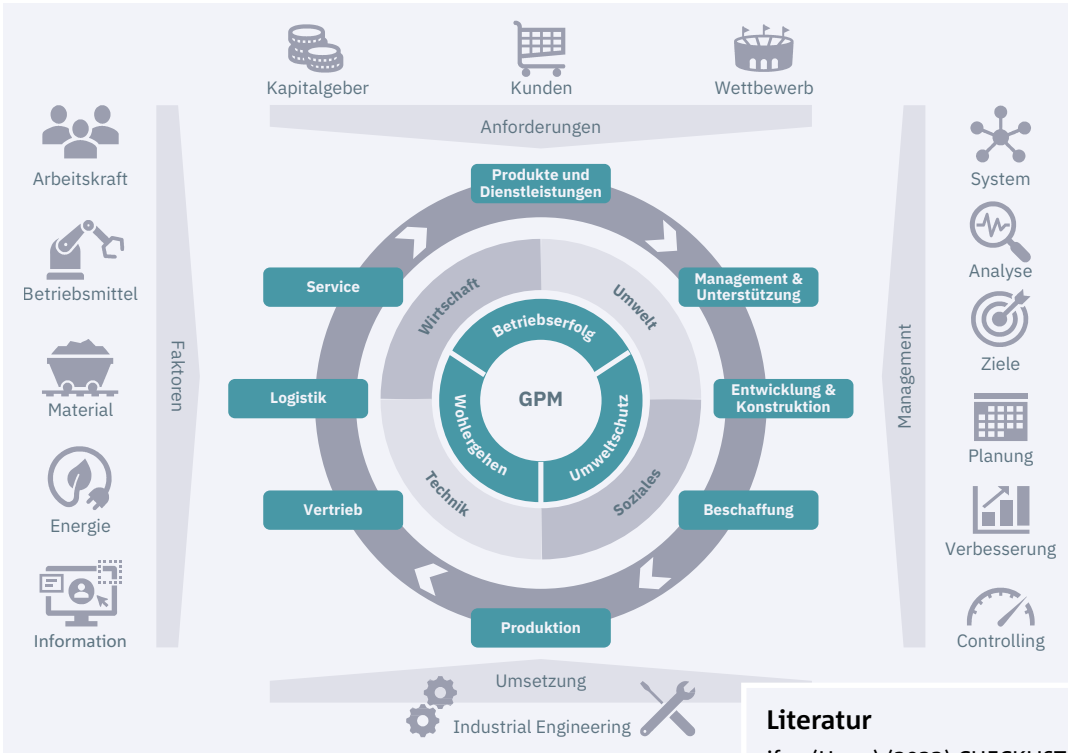 Kapitalgeber
Kunden
Wettbewerb
Anforderungen
Arbeitskraft
Betriebsmittel
Material
Energie
Information
Faktoren
Produkte und
Dienstleistungen
Management &
Unterstützung
Entwicklung &
Konstruktion
Beschaffung
Produktion
Vertrieb
Logistik
Service
Wirtschaft
Umwelt
Soziales
Technik
Betriebserfolg
Umweltschutz
Wohlergehen
GPM
Management
System
Analyse
Ziele
Planung
Verbesserung
Controlling
Umsetzung
Industrial Engineering
Literatur